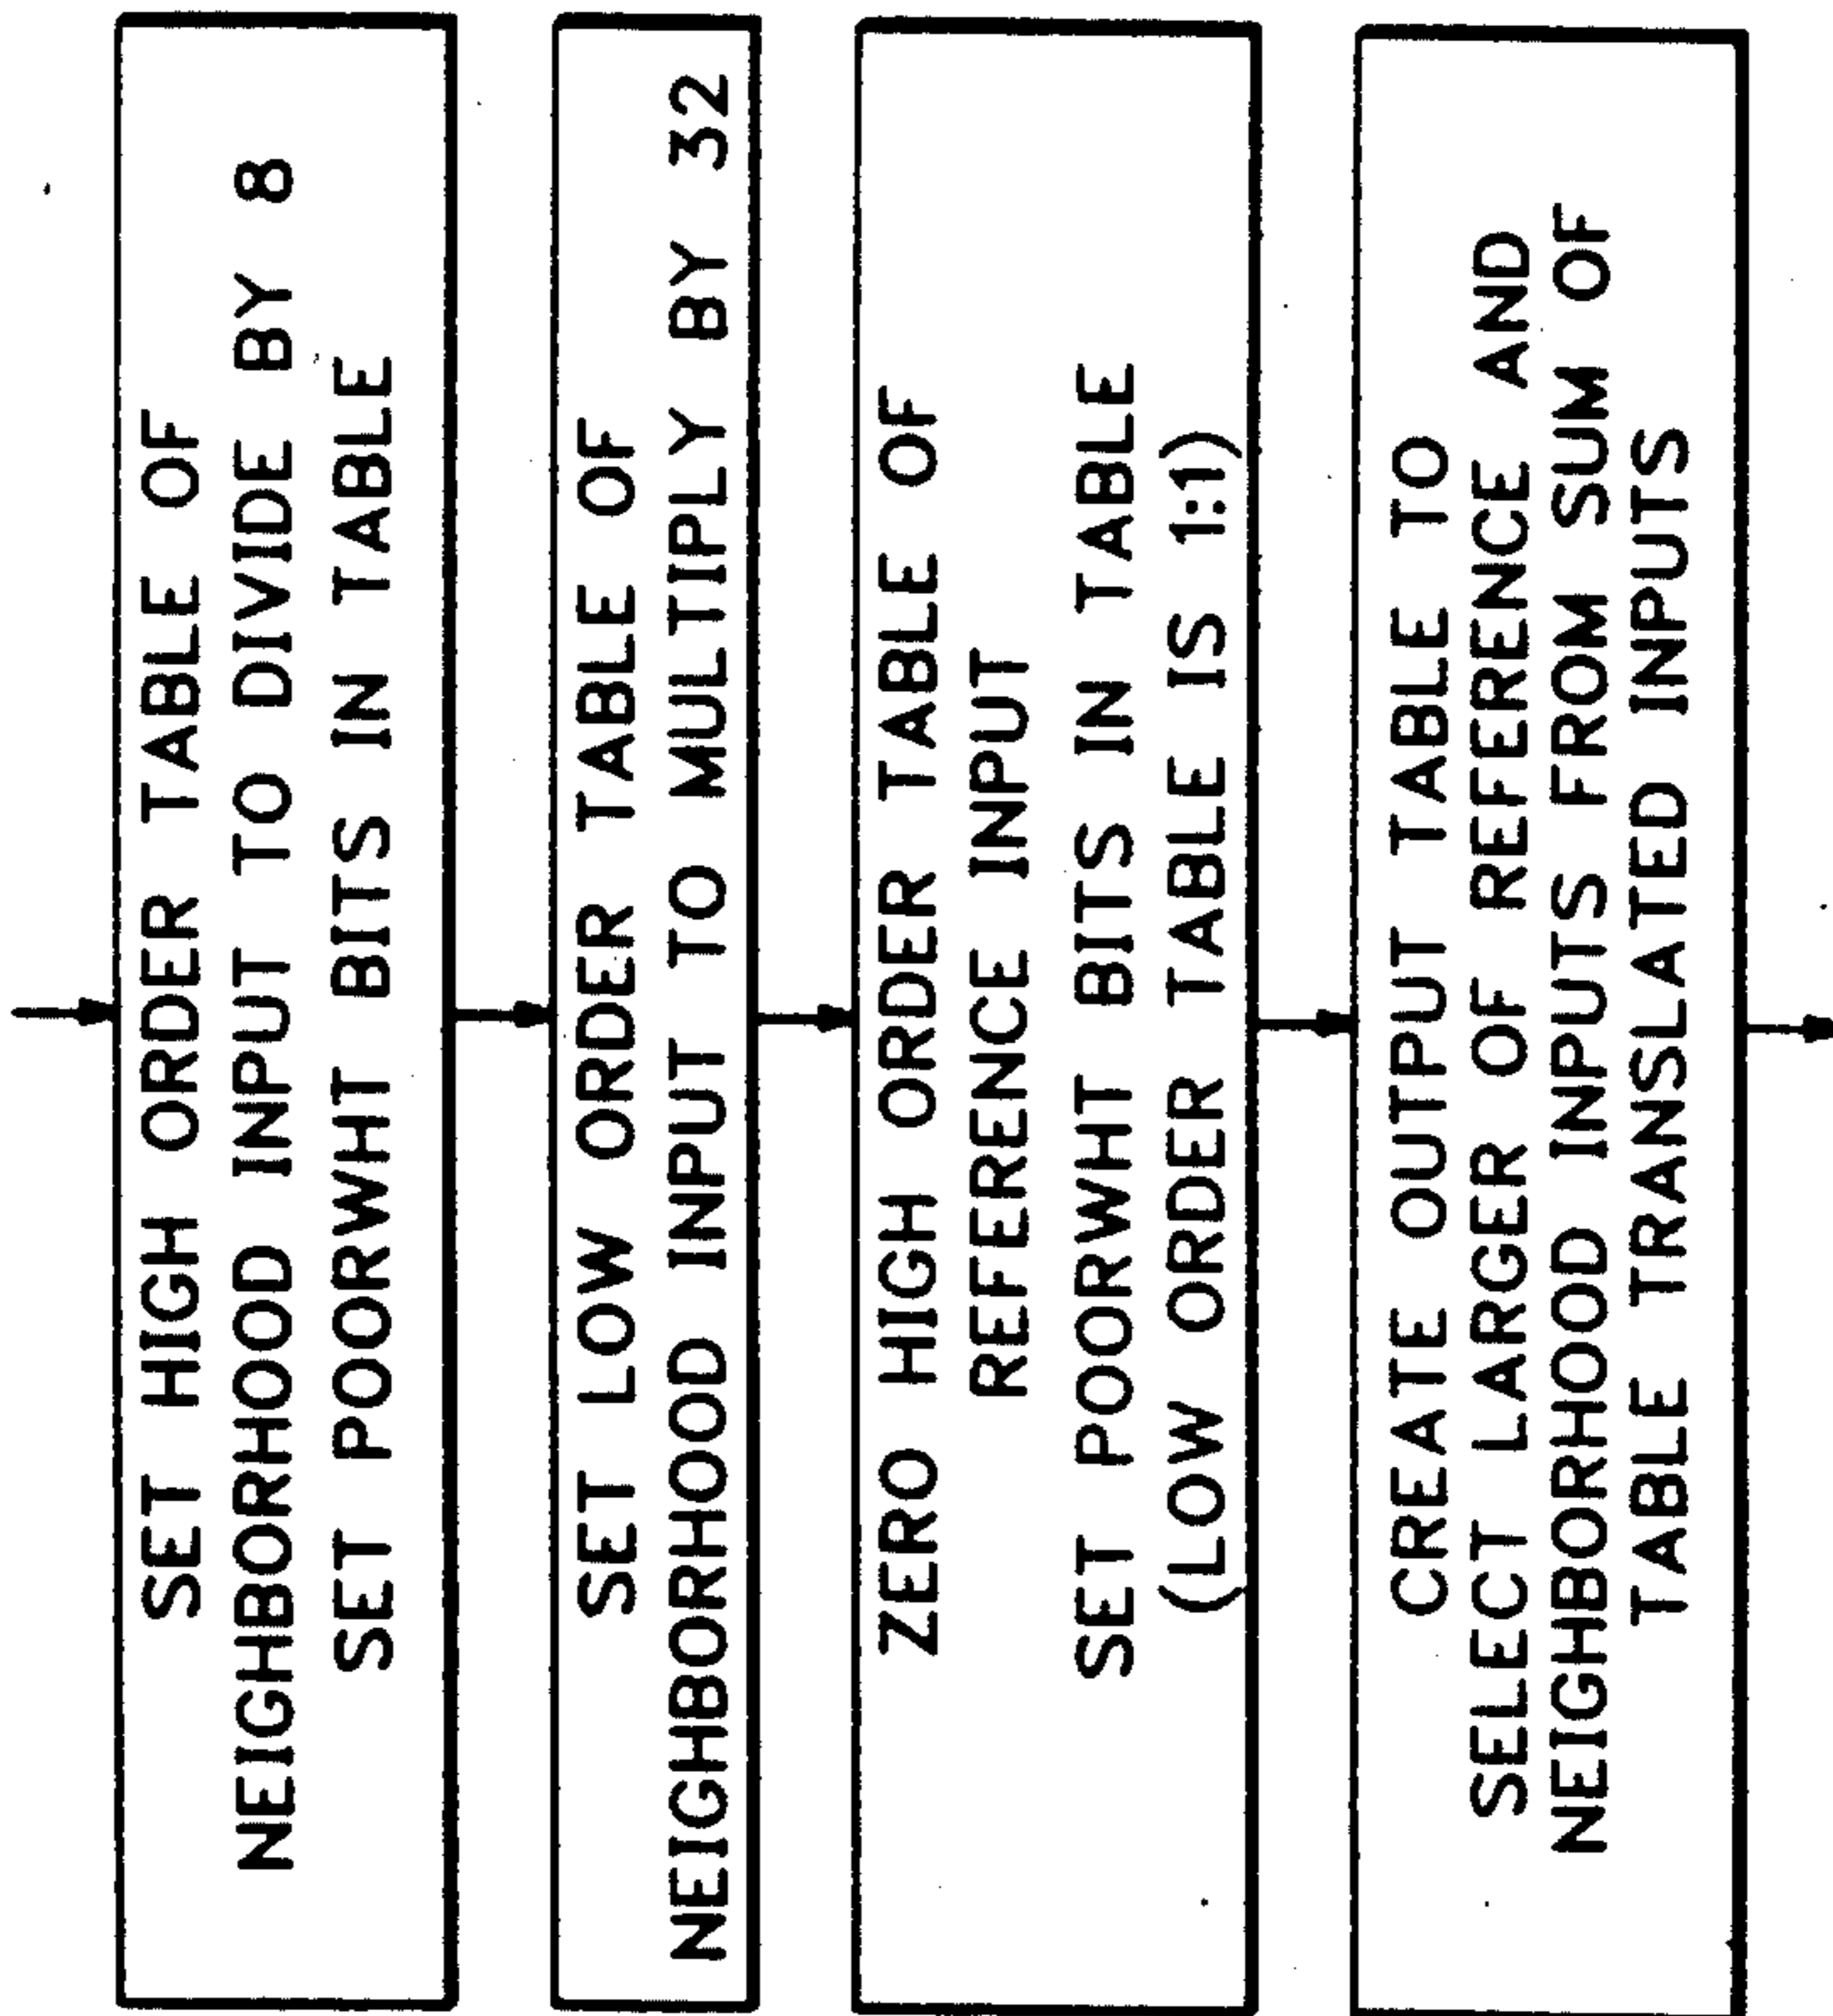 SET HIGH ORDER TABLE OF
NEIGHBORHOOD INPUT TO DIVIDE BY 8
SET POORWHT BITS IN TABLE
SET LOW ORDER TABLE OF
NEIGHBORHOOD INPUT TO MULTIPLY BY 32
ZERO HIGH ORDER TABLE OF
REFERENCE INPUT
SET POORWHT BITS IN TABLE
(LOW ORDER TABLE IS 1:1)
CREATE OUTPUT TABLE TO
SELECT LARGER OF REFERENCE AND
NEIGHBORHOOD INPUTS FROM SUM OF
TABLE TRANSLATED INPUTS